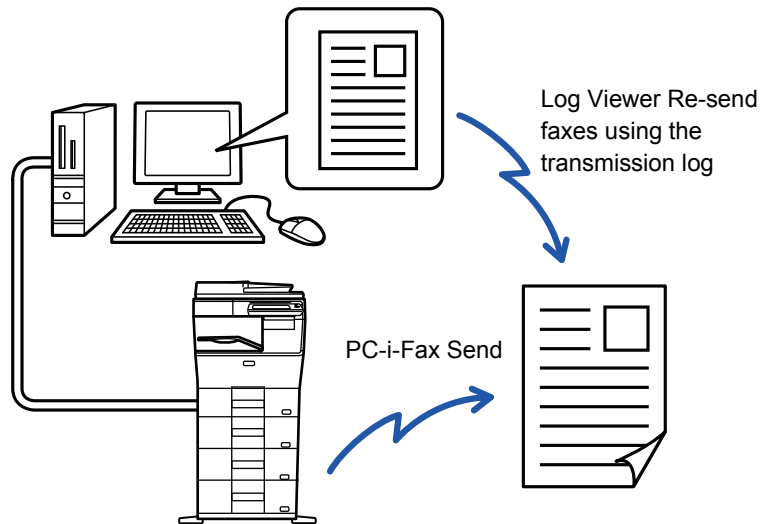 Log Viewer Re-send
faxes using the
transmission log
PC-i-Fax Send